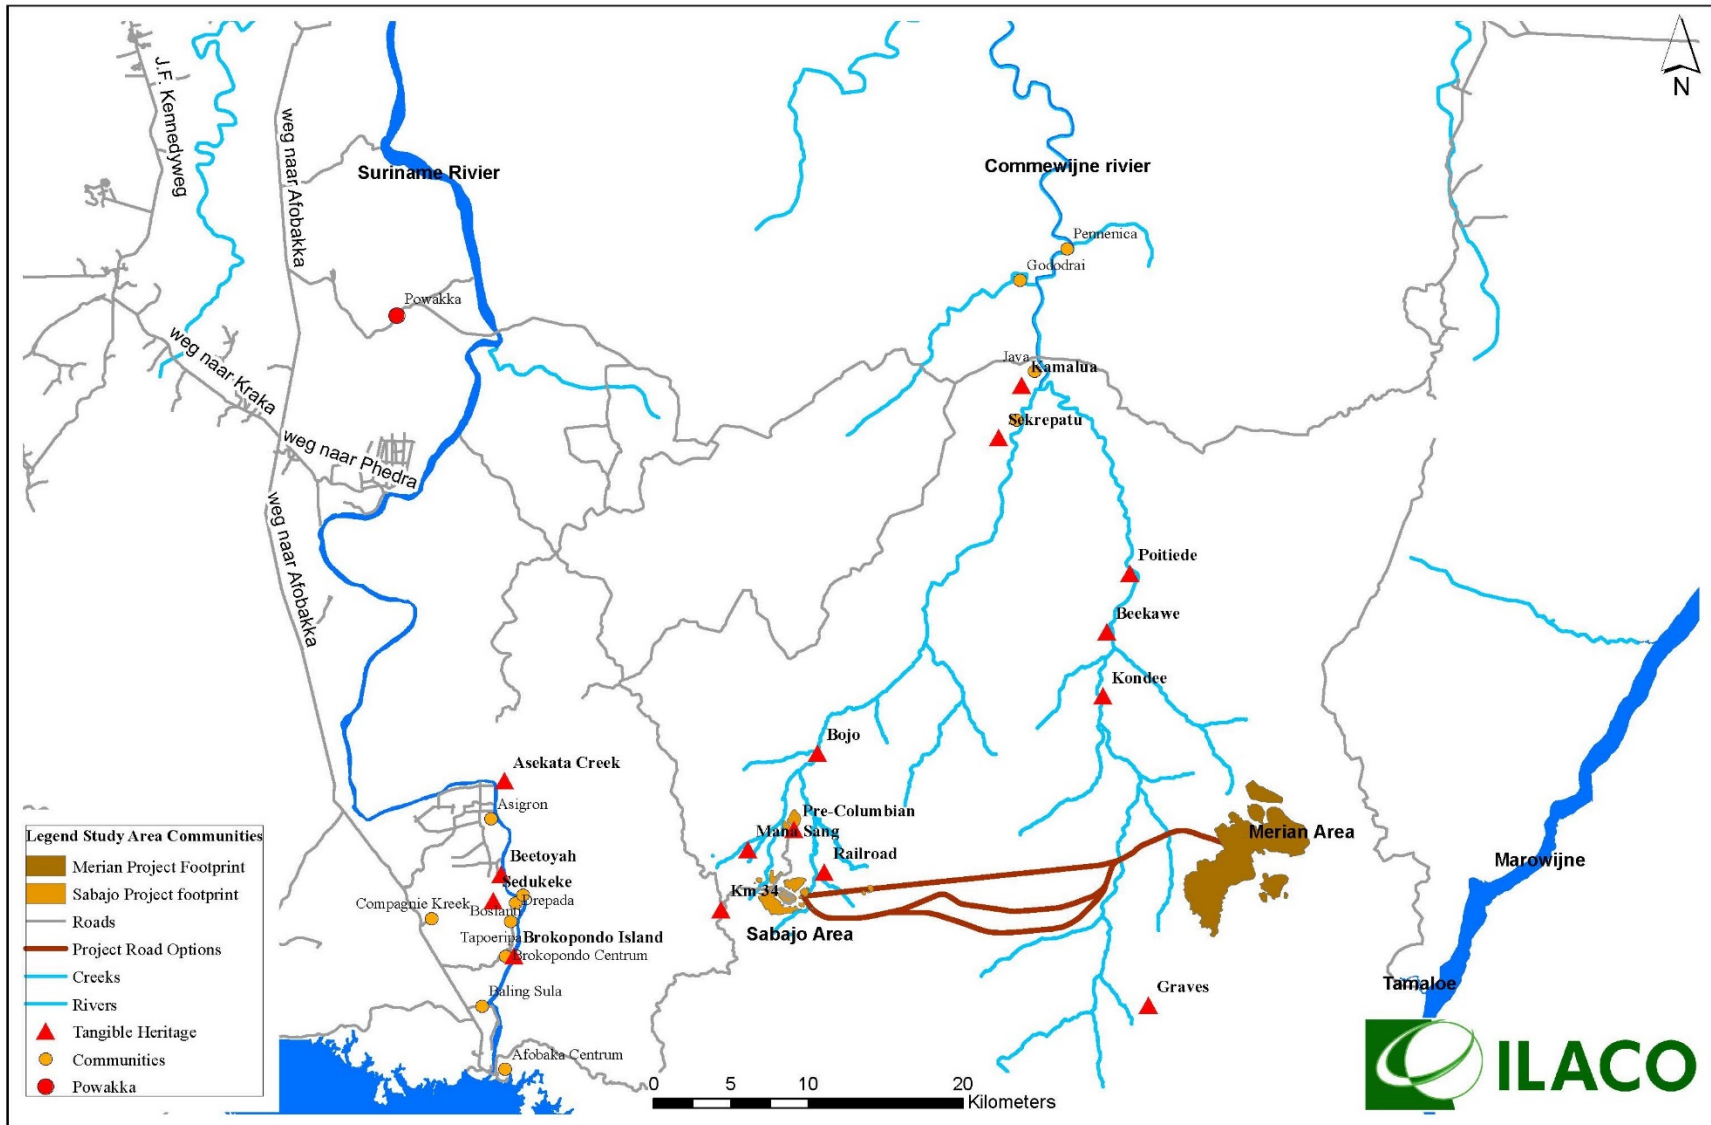 N
J.F. Kennedyweg
weg naar Afobakka
Suriname Rivier
Commewijne rivier
Pennenica
Gododrai
Powakka
weg naar Kraka
Java
Kamalua
Sekrepatu
weg naar Phedra
weg naar Afobakka
Poitiede
Beekawe
Kondee
Bojo
Asekata Creek
Asigron
Pre-Columbian
Mana Sang
Merian Area
Railroad
Marowijne
Beetoyah
Sedukeke
Km 34
Drepada
Compagnie Kreek
Boslanti
Sabajo Area
Tapoeripa
Brokopondo Island
Brokopondo Centrum
Baling Sula
Graves
Tamaloe
Afobaka Centrum
Legend Study Area Communities
Merian Project Footprint
Sabajo Project footprint
Roads
Project Road Options
Creeks
Rivers
Tangible Heritage
Communities
Powakka
0 5 10 20
Kilometers
ILACO